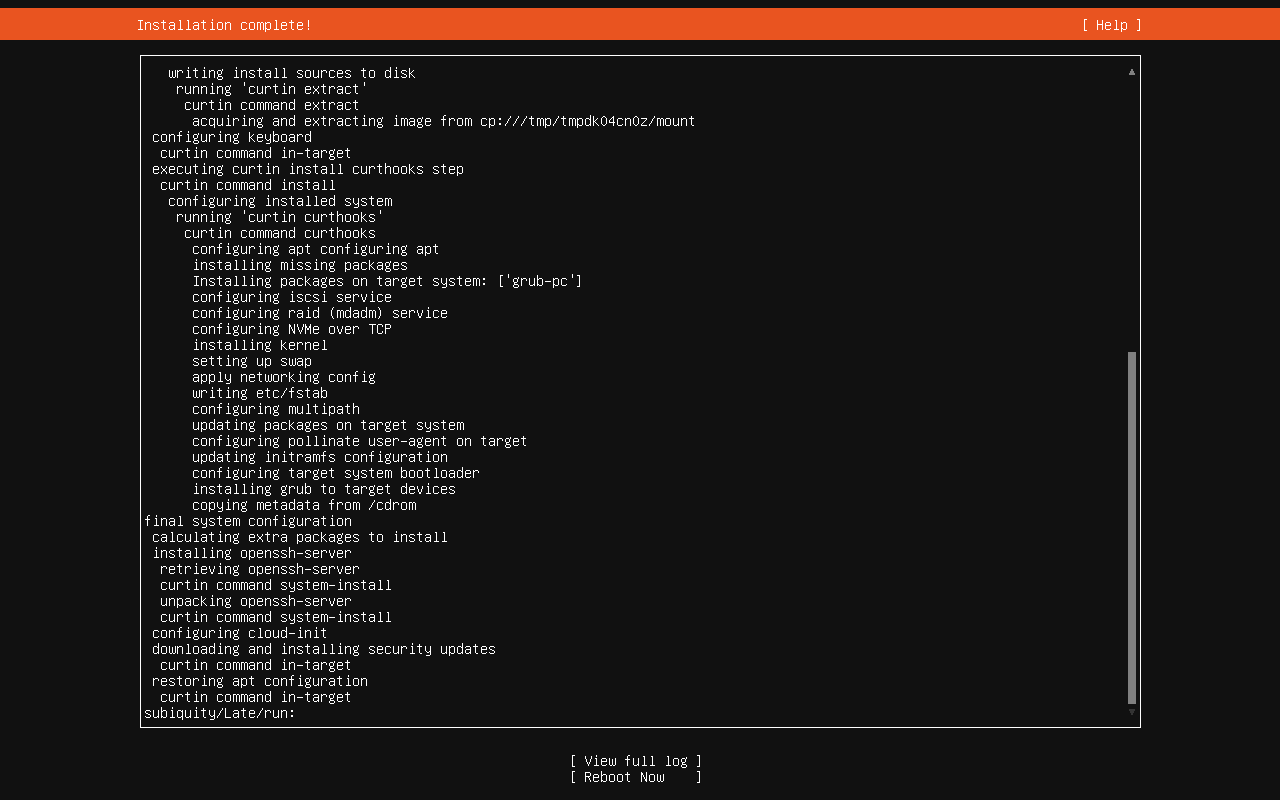 Installation complete! [ Help ]
writing install sources to disk
running 'curtin extract'
curtin command extract
acquiring and extracting image from cp:///tmp/tmpdk04cn0z/mount
configuring keyboard
curtin command in-target
executing curtin install curthooks step
curtin command install
configuring installed system
running 'curtin curthooks'
curtin command curthooks
configuring apt configuring apt
installing missing packages
Installing packages on target system: ['grub-pc']
configuring iscsi service
configuring raid (mdadm) service
configuring NVMe over TCP
installing kernel
setting up swap
apply networking config
writing etc/fstab
configuring multipath
updating packages on target system
configuring pollinate user-agent on target
updating initramfs configuration
configuring target system bootloader
installing grub to target devices
copying metadata from /cdrom
final system configuration
calculating extra packages to install
installing openssh-server
retrieving openssh-server
curtin command system-install
unpacking openssh-server
curtin command system-install
configuring cloud-init
downloading and installing security updates
curtin command in-target
restoring apt configuration
curtin command in-target
subiquity/Late/run:
[ View full log ]
[ Reboot Now ]